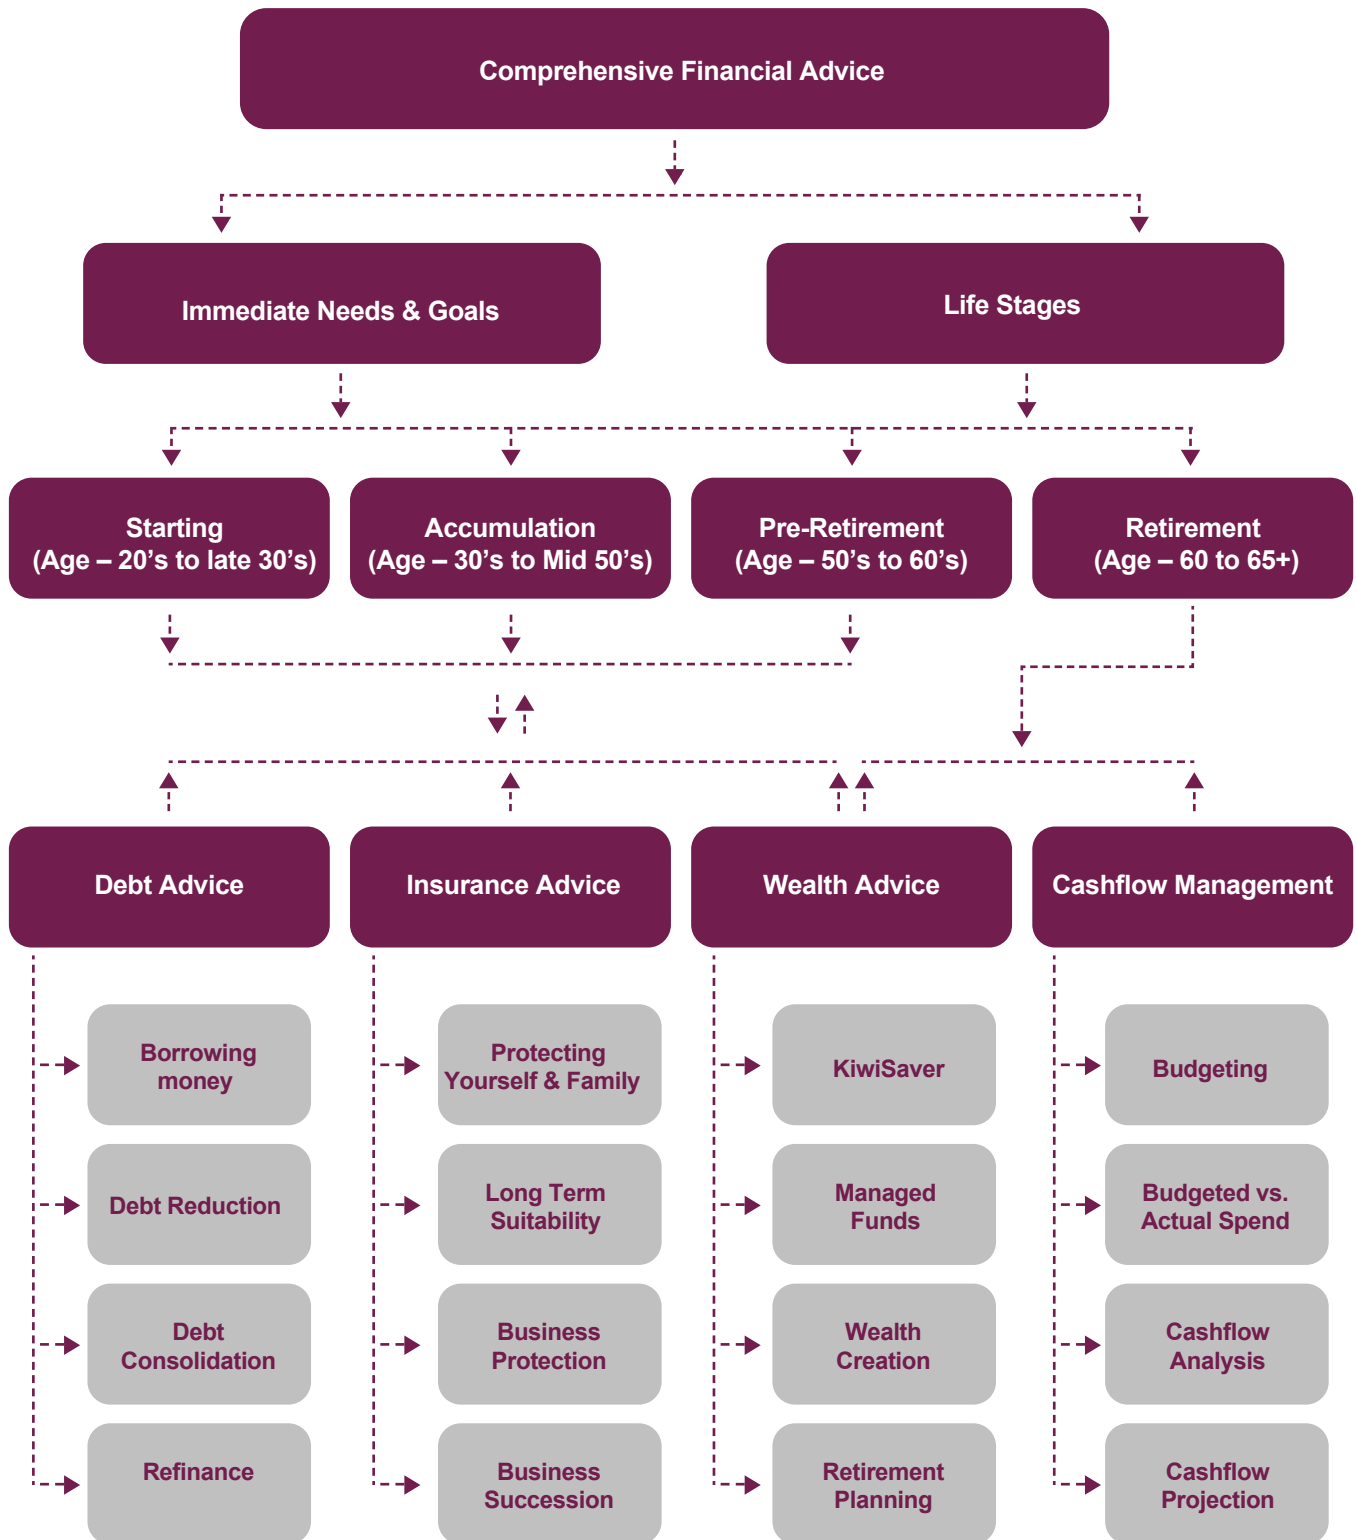 Comprehensive Financial Advice
Immediate Needs & Goals
Life Stages
Starting
(Age – 20's to late 30's)
Accumulation
(Age – 30's to Mid 50's)
Pre-Retirement
(Age – 50's to 60's)
Retirement
(Age – 60 to 65+)
Debt Advice
Insurance Advice
Wealth Advice
Cashflow Management
Borrowing
money
Debt Reduction
Debt
Consolidation
Refinance
Protecting
Yourself & Family
Long Term
Suitability
Business
Protection
Business
Succession
KiwiSaver
Managed
Funds
Wealth
Creation
Retirement
Planning
Budgeting
Budgeted vs.
Actual Spend
Cashflow
Analysis
Cashflow
Projection